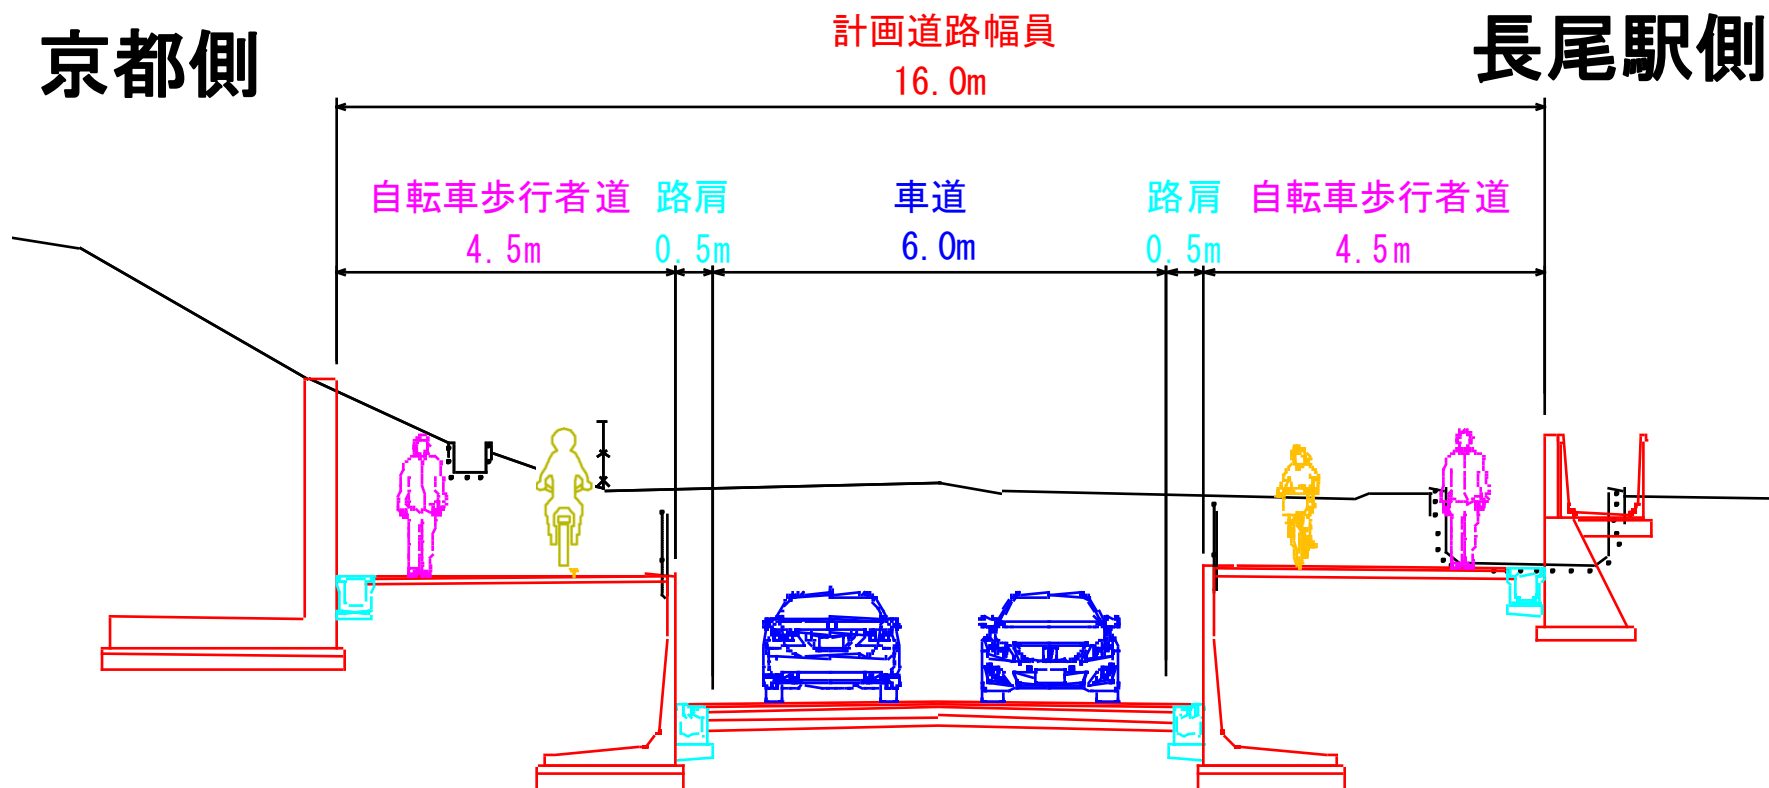 京都側
計画道路幅員
長尾駅側
16.0m
自転車歩行者道
路肩
車道
路肩
自転車歩行者道
4.5m
0.5m
6.0m
0.5m
4.5m